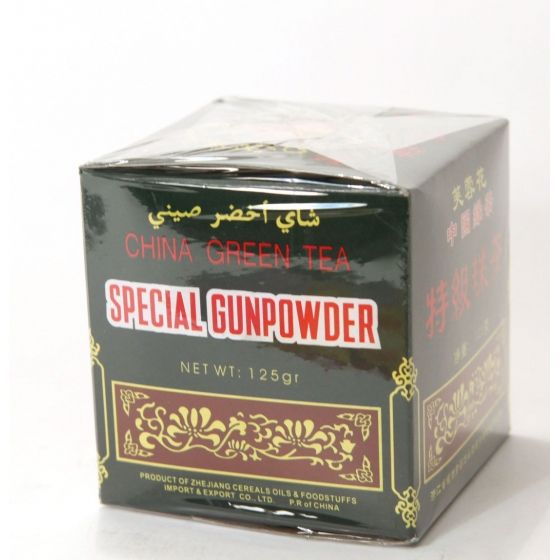 شاي أخضر صيني
CHINA GREEN TEA
SPECIAL GUNPOWDER
NET WT: 125gr
PRODUCT OF ZHEJIANG CEREALS OILS & FOODSTUFFS
IMPORT & EXPORT CO., LTD. P.R of CHINA
芙蓉花
中國綠茶
特級珠茶